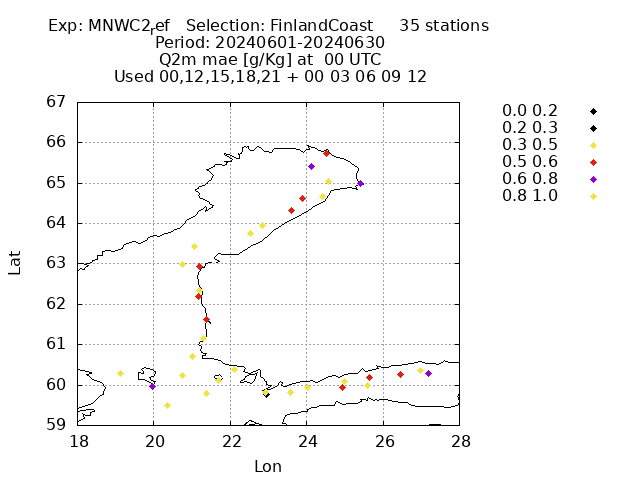 Exp: MNWC2ref Selection: FinlandCoast 35 stations
Period: 20240601-20240630
Q2m mae [g/Kg] at 00 UTC
Used 00,12,15,18,21 + 00 03 06 09 12
67
66
65
64
63
62
61
60
59
18 20 22 24 26 28
Lat
Lon
0.0 0.2
0.2 0.3
0.3 0.5
0.5 0.6
0.6 0.8
0.8 1.0